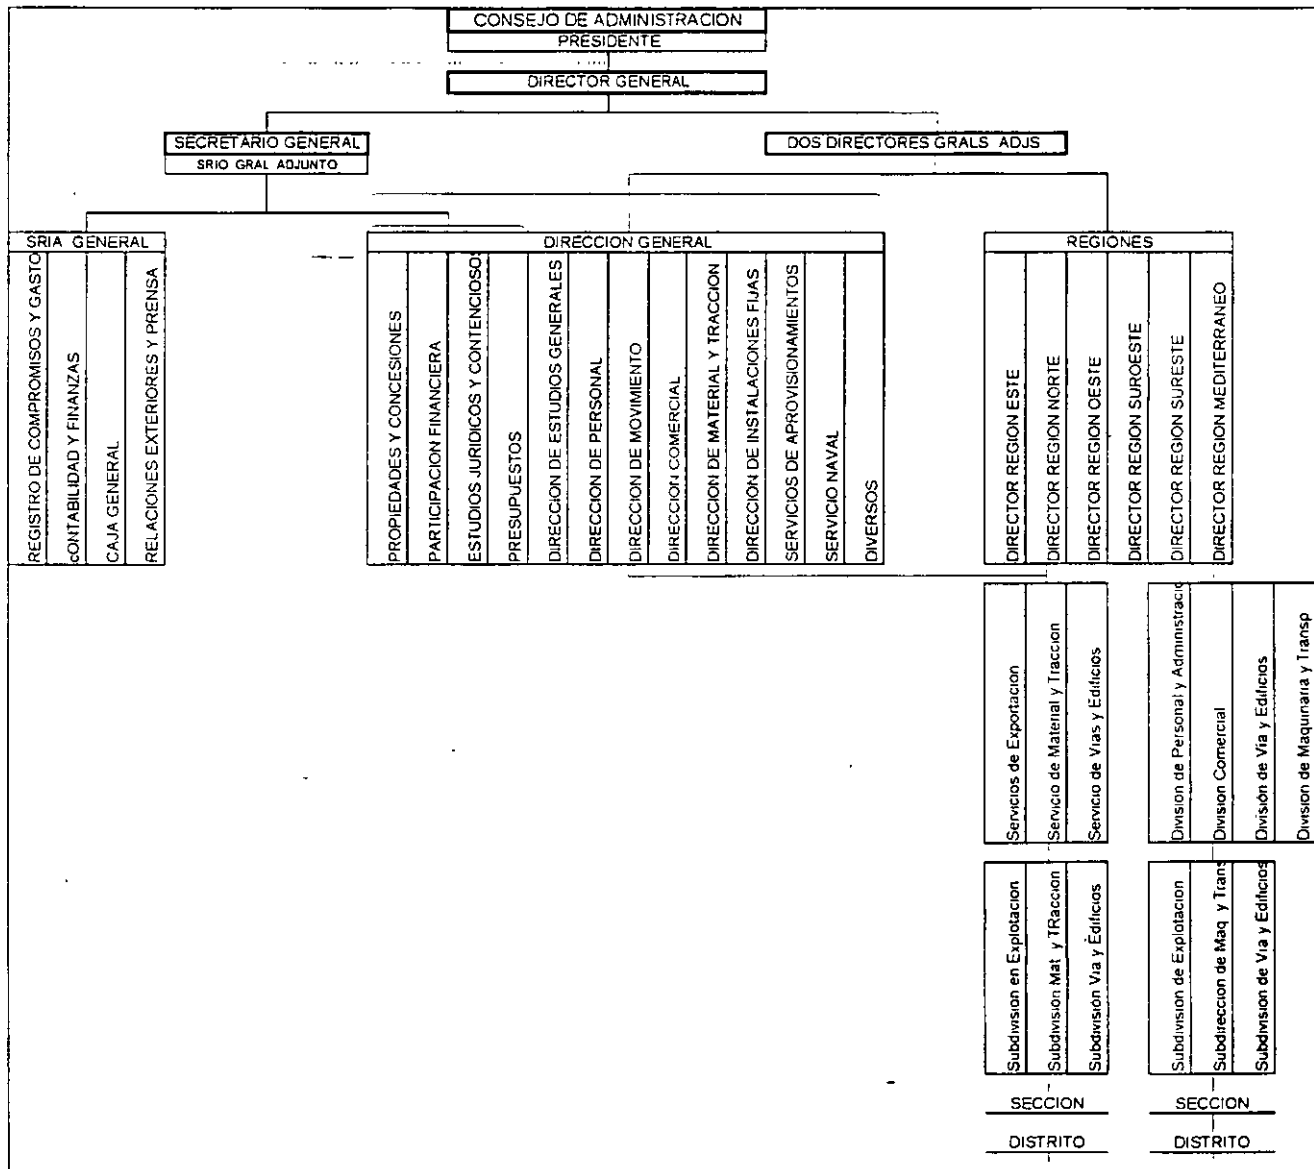 CONSEJO DE ADMINISTRACION
PRESIDENTE
DIRECTOR GENERAL
SECRETARIO GENERAL
SRIO GRAL ADJUNTO
DOS DIRECTORES GRALS ADJS
SRIA GENERAL
REGISTRO DE COMPROMISOS Y GASTO
cONTABILIDAD Y FINANZAS
CAJA GENERAL
RELACIONES EXTERIORES Y PRENSA
DIRECCION GENERAL
PROPIEDADES Y CONCESIONES
PARTICIPACION FINANCIERA
ESTUDIOS JURIDICOS Y CONTENCIOSOS
PRESUPUESTOS
DIRECCION DE ESTUDIOS GENERALES
DIRECCION DE PERSONAL
DIRECCION DE MOVIMIENTO
DIRECCION COMERCIAL
DIRECCION DE MATERIAL Y TRACCION
DIRECCION DE INSTALACIONES FIJAS
SERVICIOS DE APROVISIONAMIENTOS
SERVICIO NAVAL
DIVERSOS
REGIONES
DIRECTOR REGION ESTE
DIRECTOR REGION NORTE
DIRECTOR REGION OESTE
DIRECTOR REGION SUROESTE
DIRECTOR REGION SURESTE
DIRECTOR REGION MEDITERRANEO
Servicios de Exportacion
Servicio de Material y Traccion
Servicio de Vias y Edificios
Division de Personal y Administracio
Division Comercial
División de Via y Edificios
Division de Maquinaria y Transp
Subdivision en Explotacion
Subdivisión Mat y TRaccion
Subdivisión Via y Edificios
Subdivision de Explotacion
Subdireccion de Maq y Trans
Subdivisión de Via y Edificios
SECCION
SECCION
DISTRITO
DISTRITO